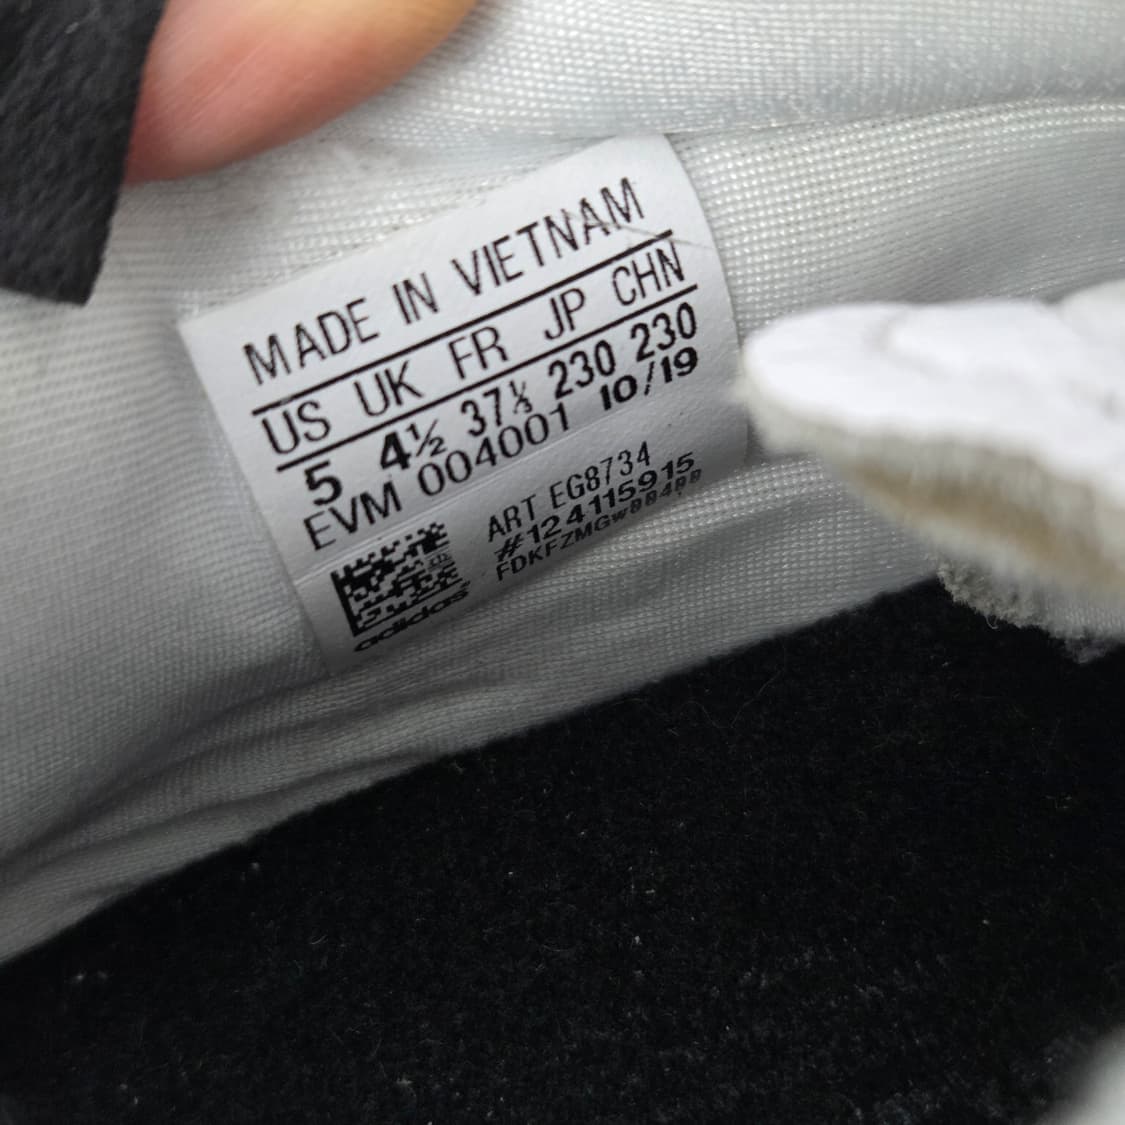 MADE IN VIETNAM
US UK FR JP CHN
5 4½ 37⅓ 230 230
EVM 004001 10/19
ART EG8734
#124115915
FDKFZMGw00400
adidas